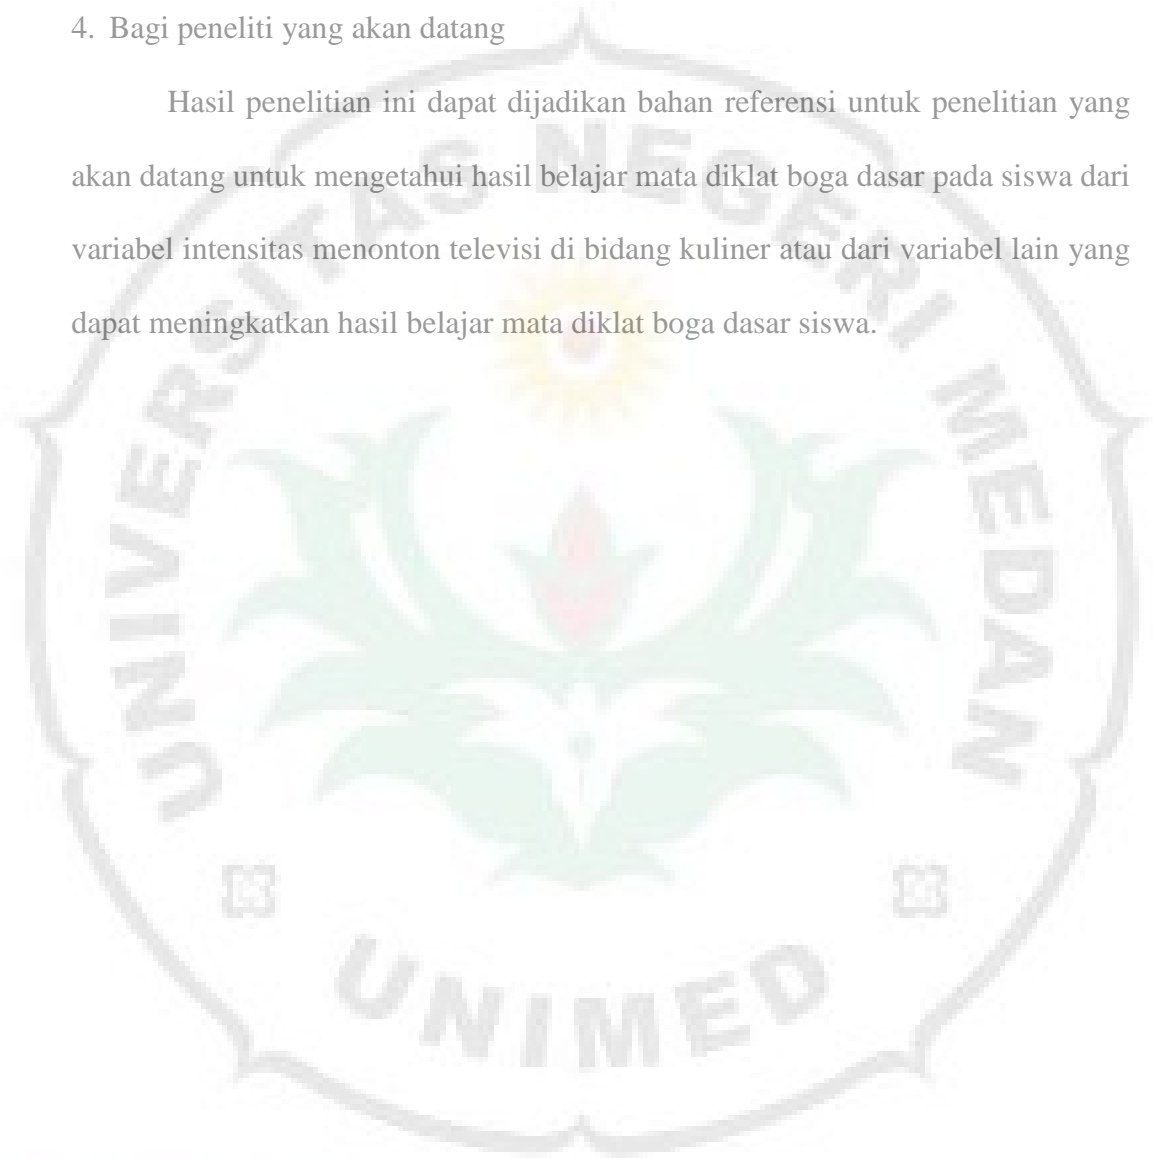 4. Bagi peneliti yang akan datang
Hasil penelitian ini dapat dijadikan bahan referensi untuk penelitian yang
akan datang untuk mengetahui hasil belajar mata diklat boga dasar pada siswa dari
variabel intensitas menonton televisi di bidang kuliner atau dari variabel lain yang
dapat meningkatkan hasil belajar mata diklat boga dasar siswa.
UNIVERSITAS NEGERI MEDAN
UNIMED